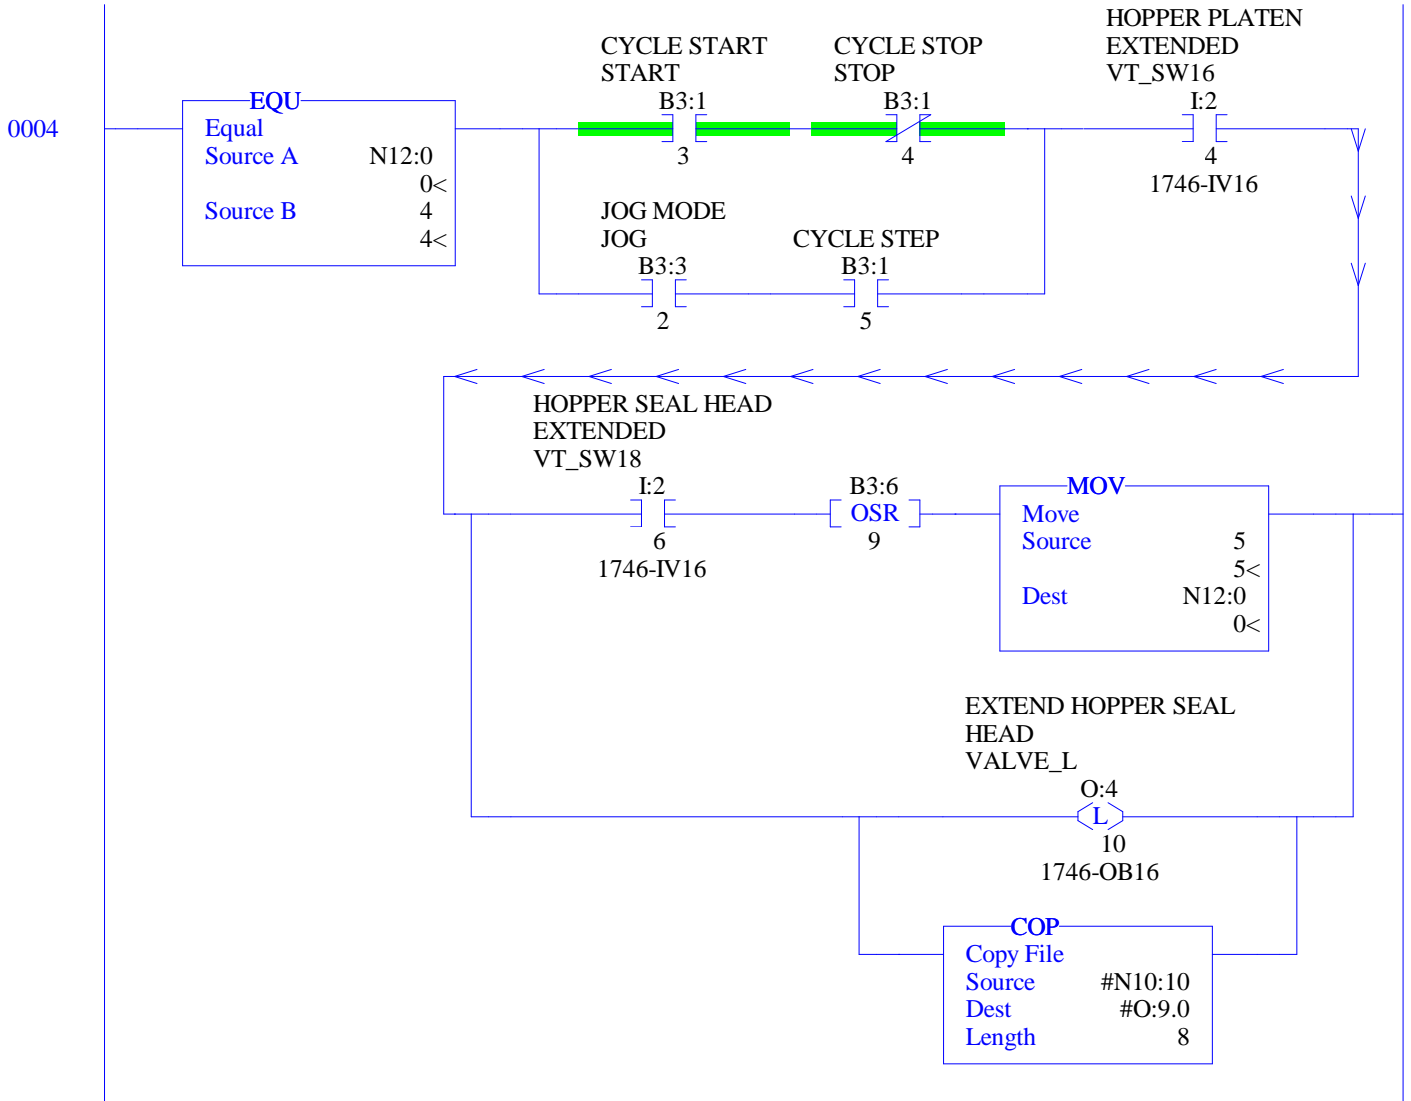 HOPPER PLATEN
EXTENDED
VT_SW16
I:2
4
1746-IV16
CYCLE START
START
B3:1
3
CYCLE STOP
STOP
B3:1
4
0004
EQU
Equal
Source A N12:0
0<
Source B 4
4<
JOG MODE
JOG
B3:3
2
CYCLE STEP
B3:1
5
HOPPER SEAL HEAD
EXTENDED
VT_SW18
I:2
6
1746-IV16
B3:6
OSR
9
MOV
Move
Source 5
5<
Dest N12:0
0<
EXTEND HOPPER SEAL
HEAD
VALVE_L
O:4
L
10
1746-OB16
COP
Copy File
Source #N10:10
Dest #O:9.0
Length 8